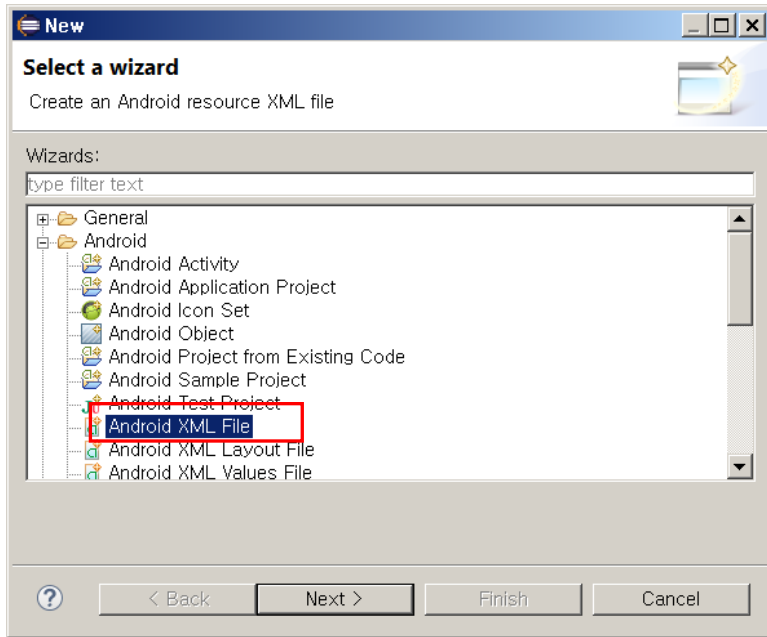 New
Select a wizard
Create an Android resource XML file
Wizards:
type filter text
General
Android
Android Activity
Android Application Project
Android Icon Set
Android Object
Android Project from Existing Code
Android Sample Project
Android Test Project
Android XML File
Android XML Layout File
Android XML Values File
< Back
Next >
Finish
Cancel